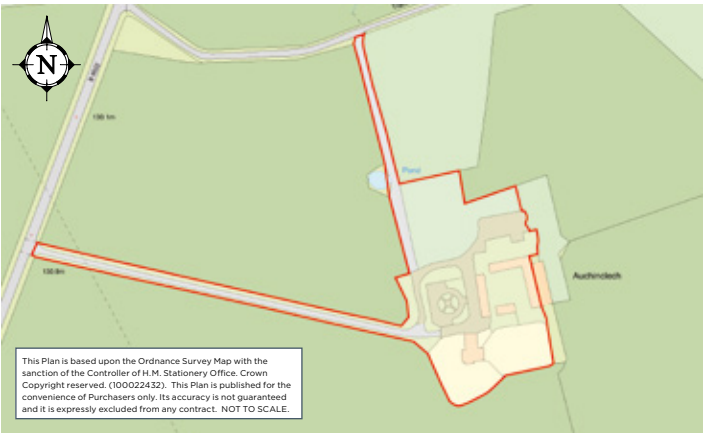 N
Pond
Auchinclech
This Plan is based upon the Ordnance Survey Map with the
sanction of the Controller of H.M. Stationery Office. Crown
Copyright reserved. (100022432). This Plan is published for the
convenience of Purchasers only. Its accuracy is not guaranteed
and it is expressly excluded from any contract. NOT TO SCALE.